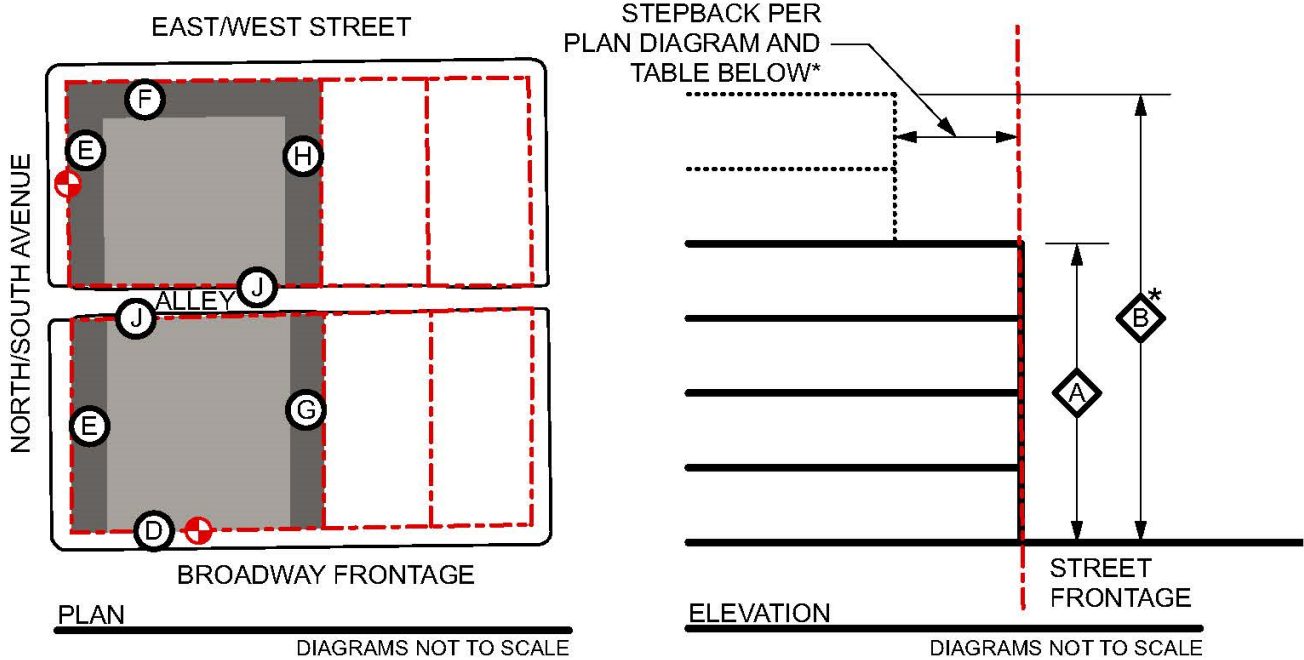 EAST/WEST STREET
F
E
H
NORTH/SOUTH AVENUE
J
ALLEY
J
G
E
D
BROADWAY FRONTAGE
PLAN
DIAGRAMS NOT TO SCALE
STEPBACK PER
PLAN DIAGRAM AND
TABLE BELOW*
B*
A
STREET
FRONTAGE
ELEVATION
DIAGRAMS NOT TO SCALE